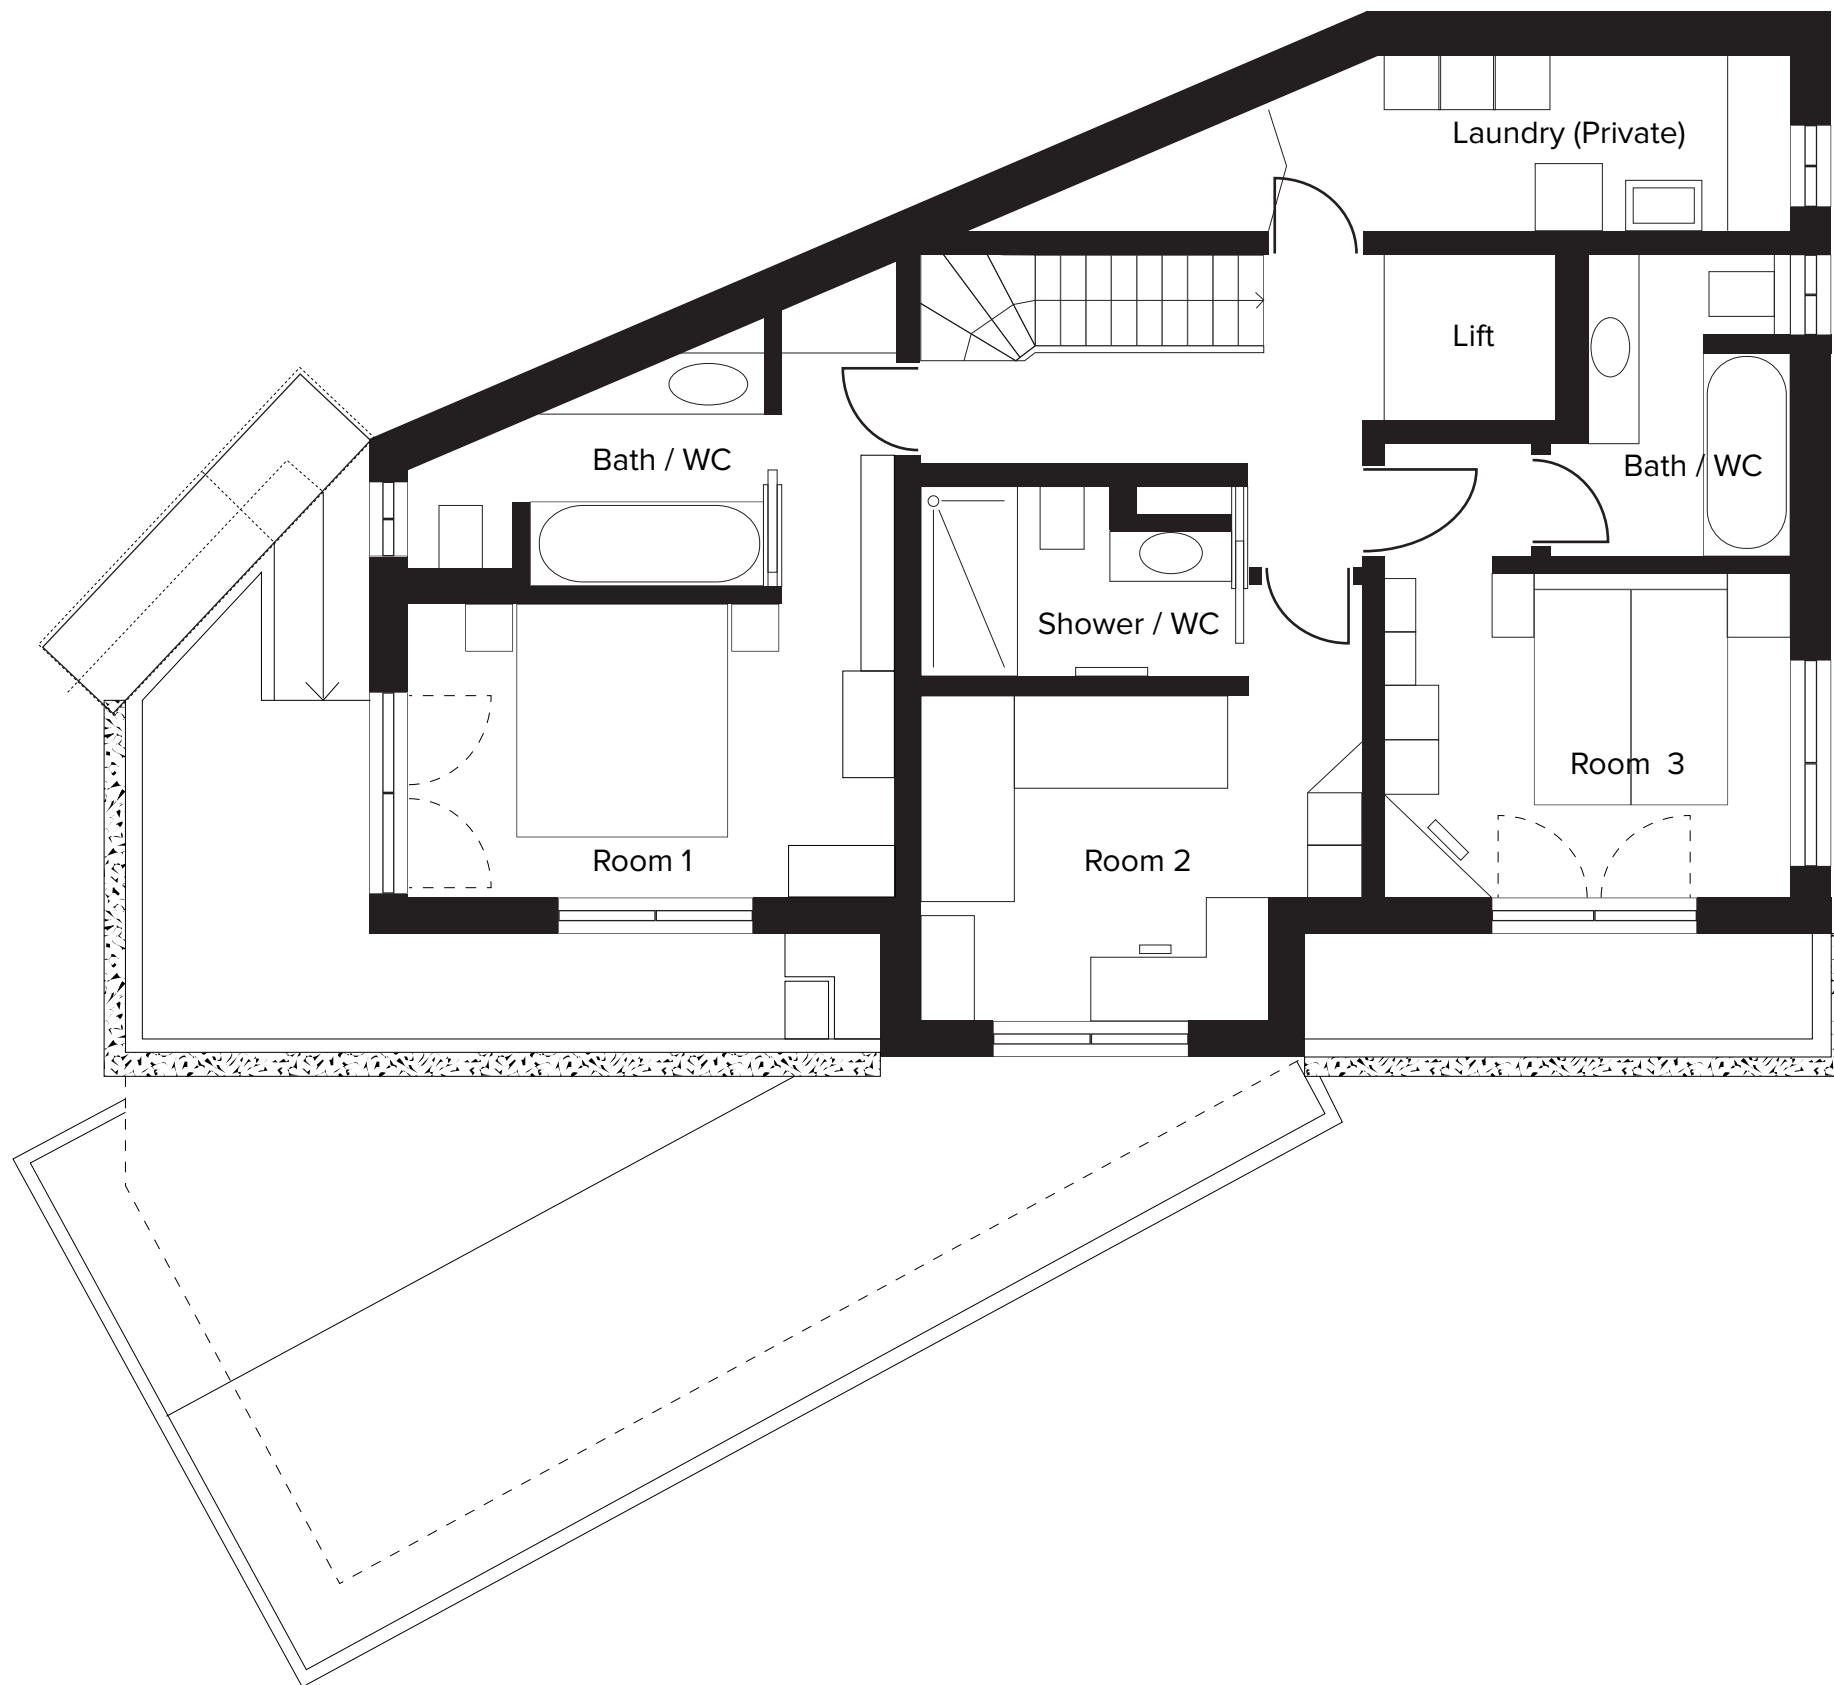 Laundry (Private)
Lift
Bath / WC
Bath / WC
Shower / WC
Room 3
Room 1
Room 2